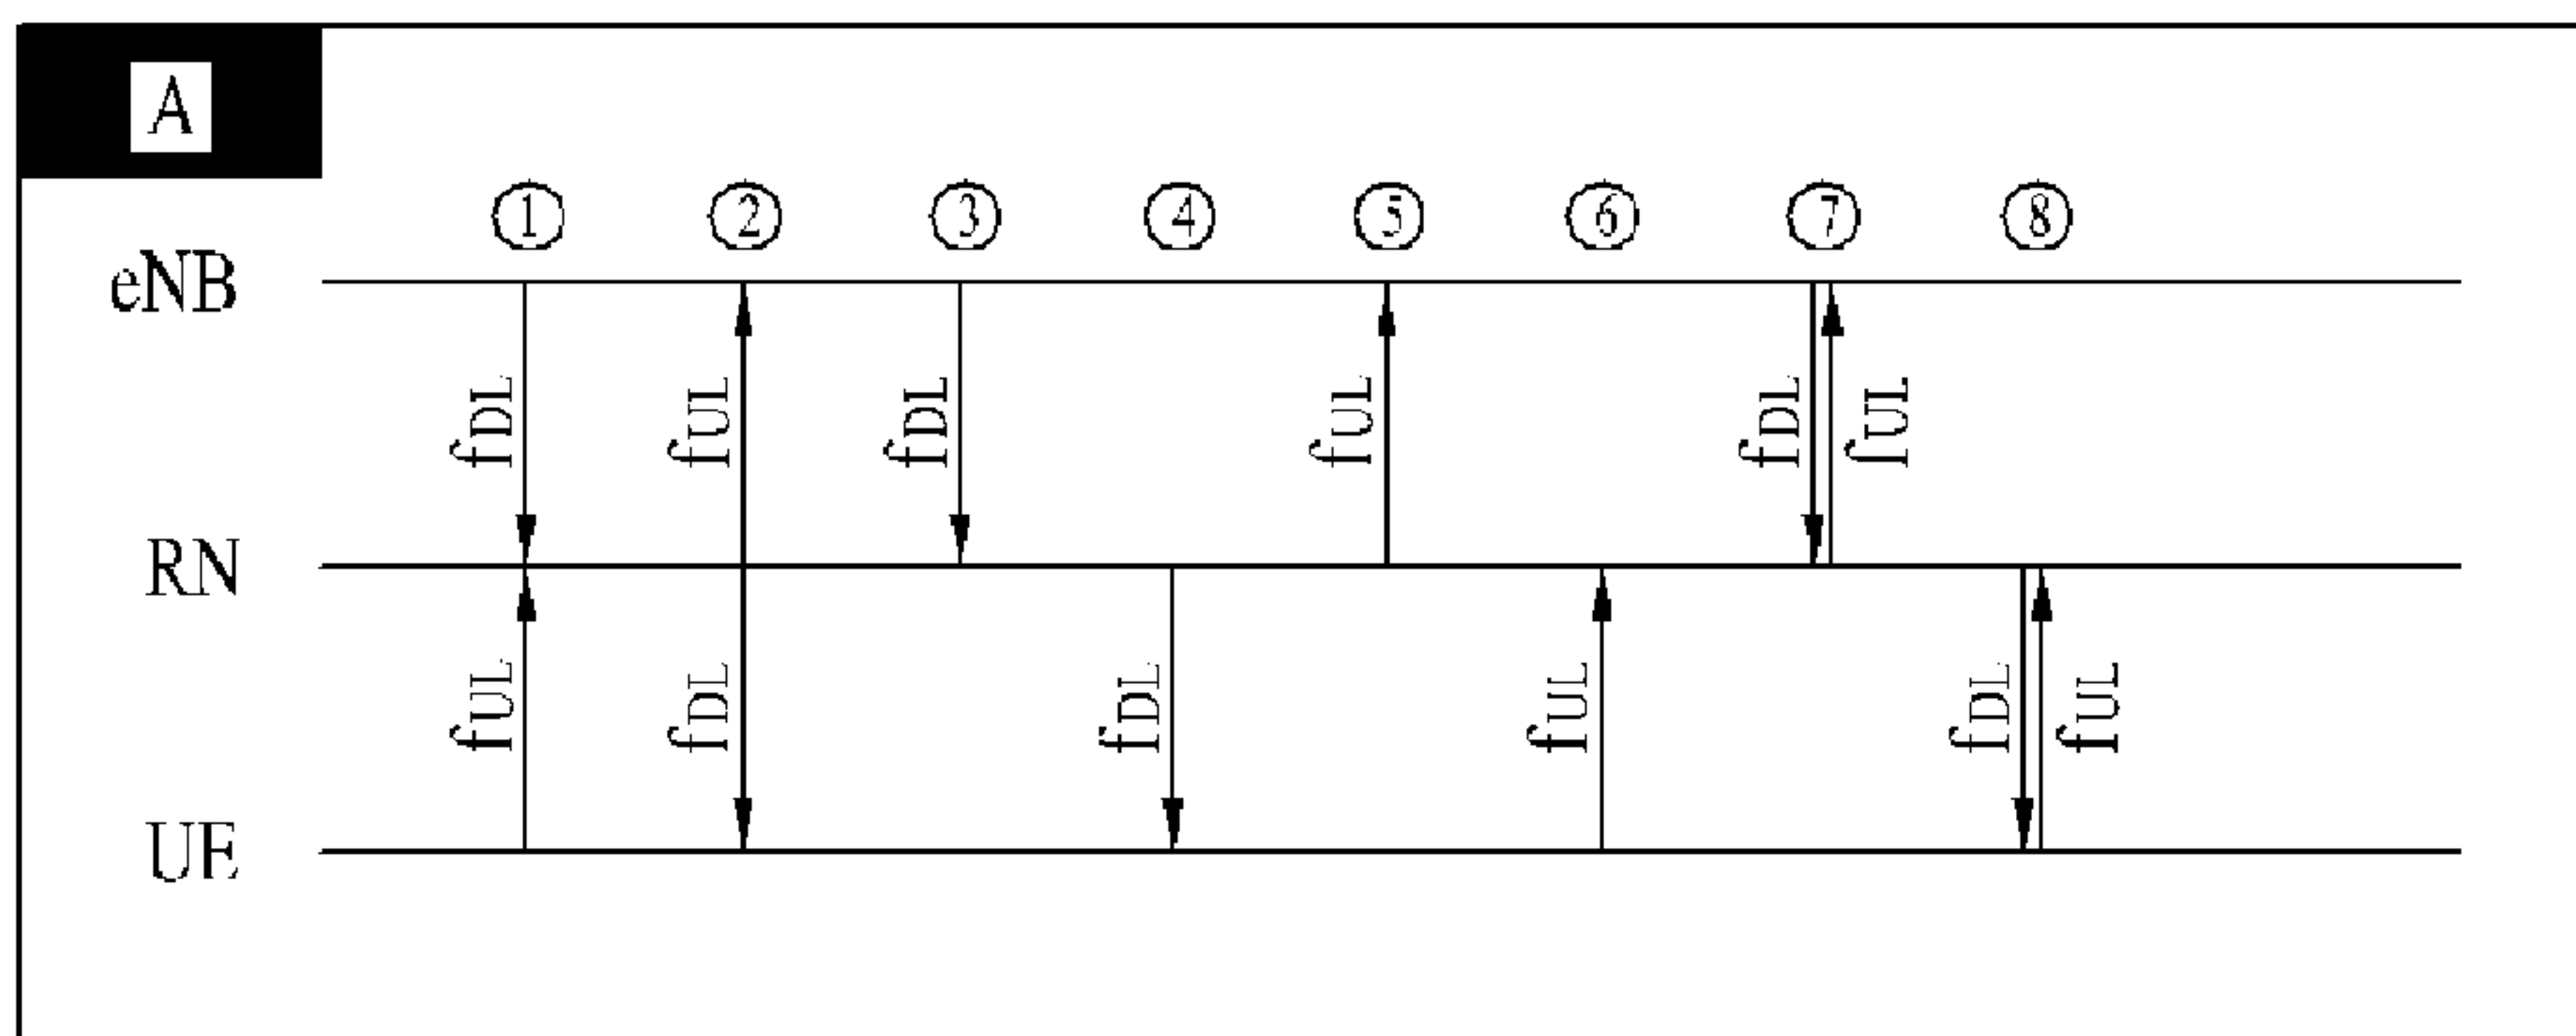 A
① ② ③ ④ ⑤ ⑥ ⑦ ⑧
eNB
fDL fUL fDL fUL fDL fUL
RN
fUL fDL fDL fUL fDL fUL
UE